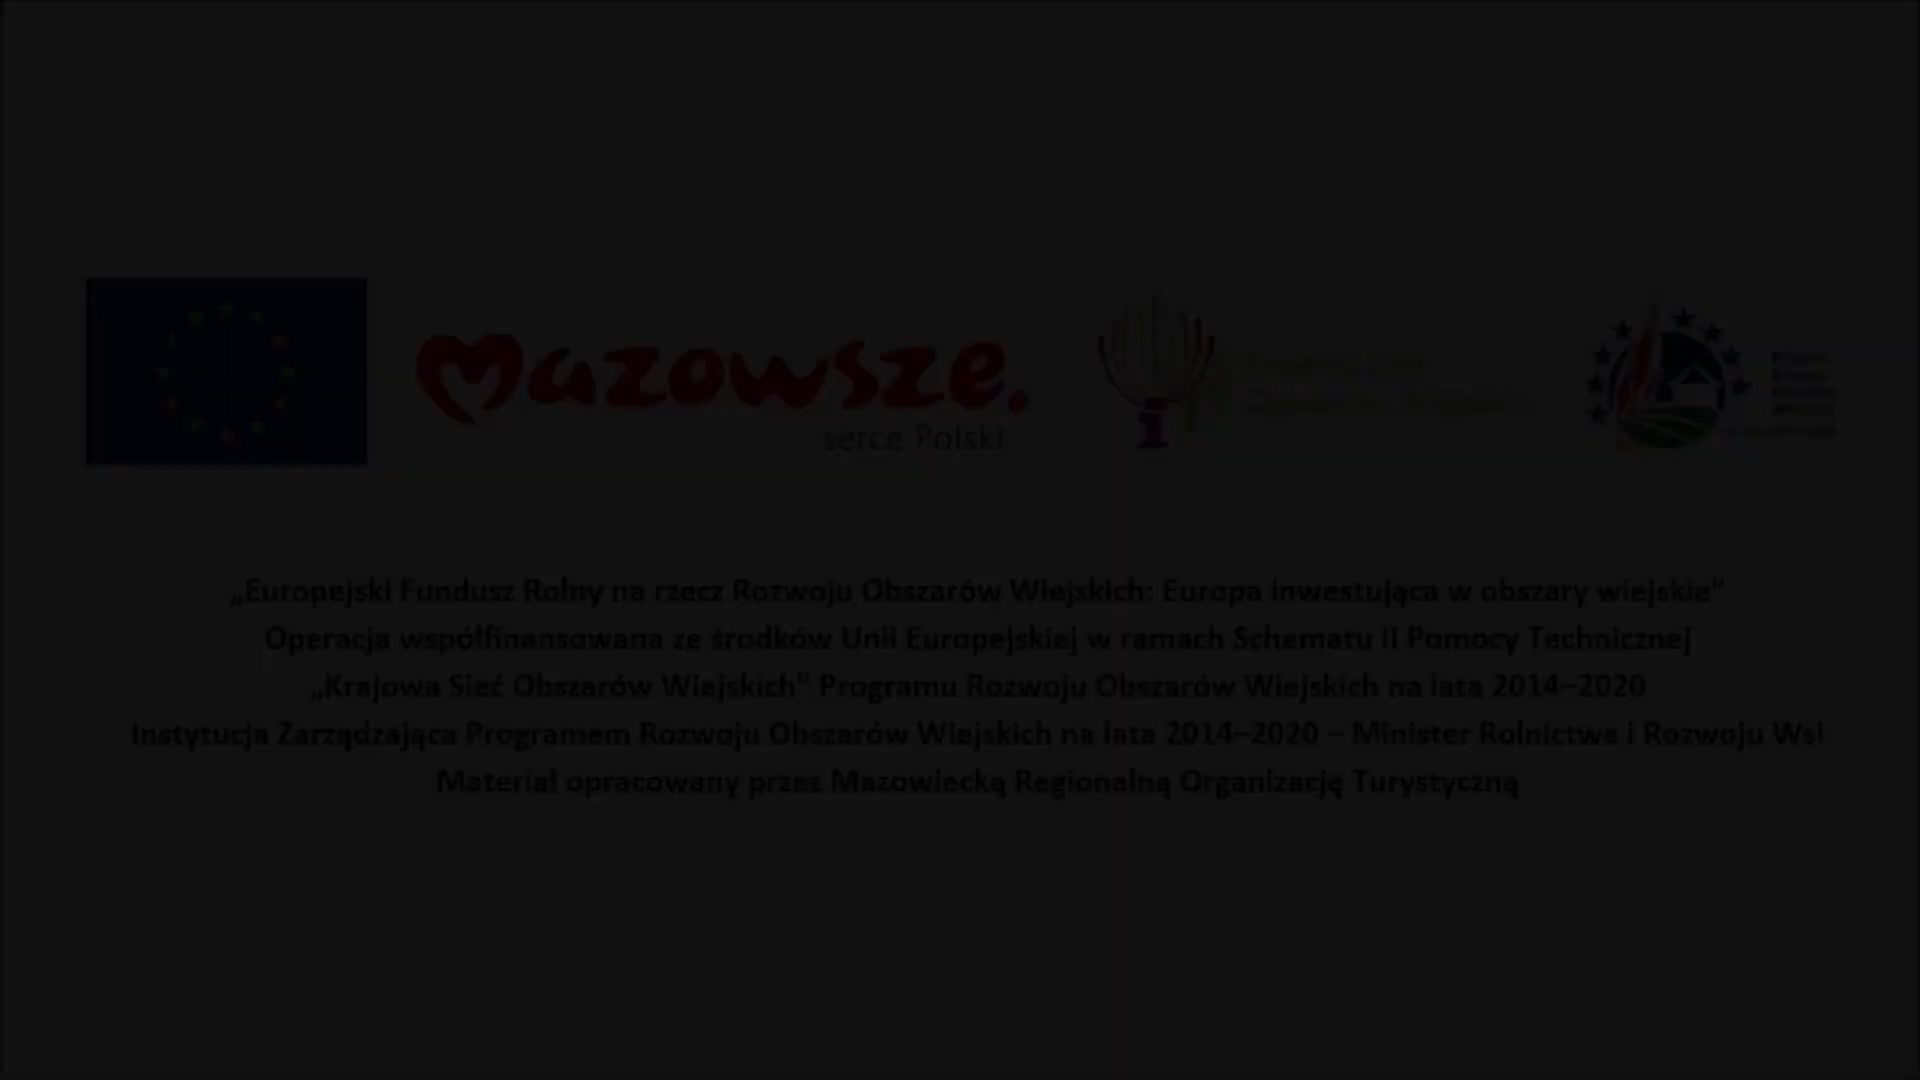 Mazowsze.
serce Polski
„Europejski Fundusz Rolny na rzecz Rozwoju Obszarów Wiejskich: Europa inwestująca w obszary wiejskie"
Operacja współfinansowana ze środków Unii Europejskiej w ramach Schematu II Pomocy Technicznej
„Krajowa Sieć Obszarów Wiejskich" Programu Rozwoju Obszarów Wiejskich na lata 2014–2020
Instytucja Zarządzająca Programem Rozwoju Obszarów Wiejskich na lata 2014–2020 – Minister Rolnictwa i Rozwoju Wsi
Materiał opracowany przez Mazowiecką Regionalną Organizację Turystyczną